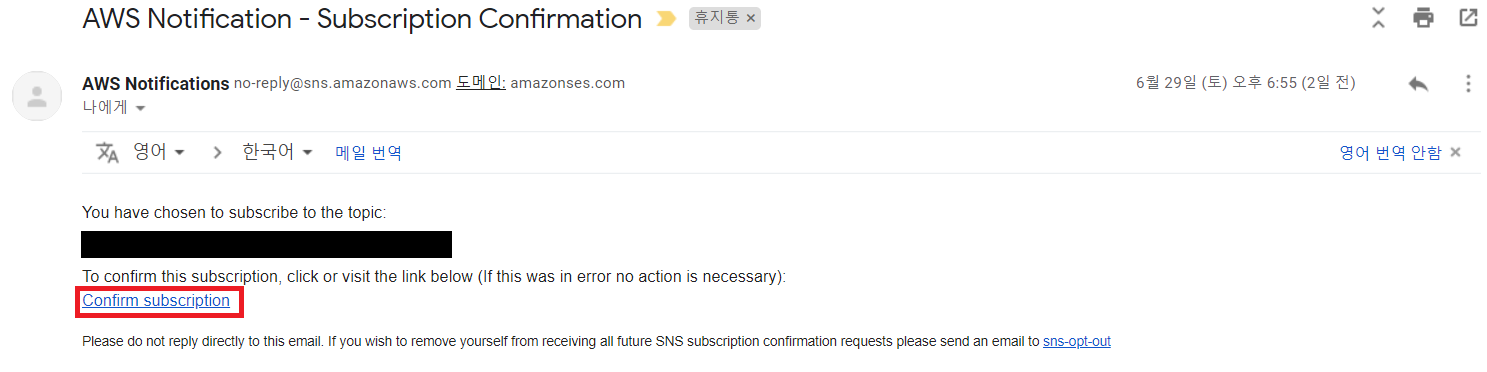 AWS Notification - Subscription Confirmation 휴지통 ×
AWS Notifications no-reply@sns.amazonaws.com 도메인: amazonses.com 6월 29일 (토) 오후 6:55 (2일 전)
나에게
영어 > 한국어 메일 번역 영어 번역 안함 ×
You have chosen to subscribe to the topic:
To confirm this subscription, click or visit the link below (If this was in error no action is necessary):
Confirm subscription
Please do not reply directly to this email. If you wish to remove yourself from receiving all future SNS subscription confirmation requests please send an email to sns-opt-out